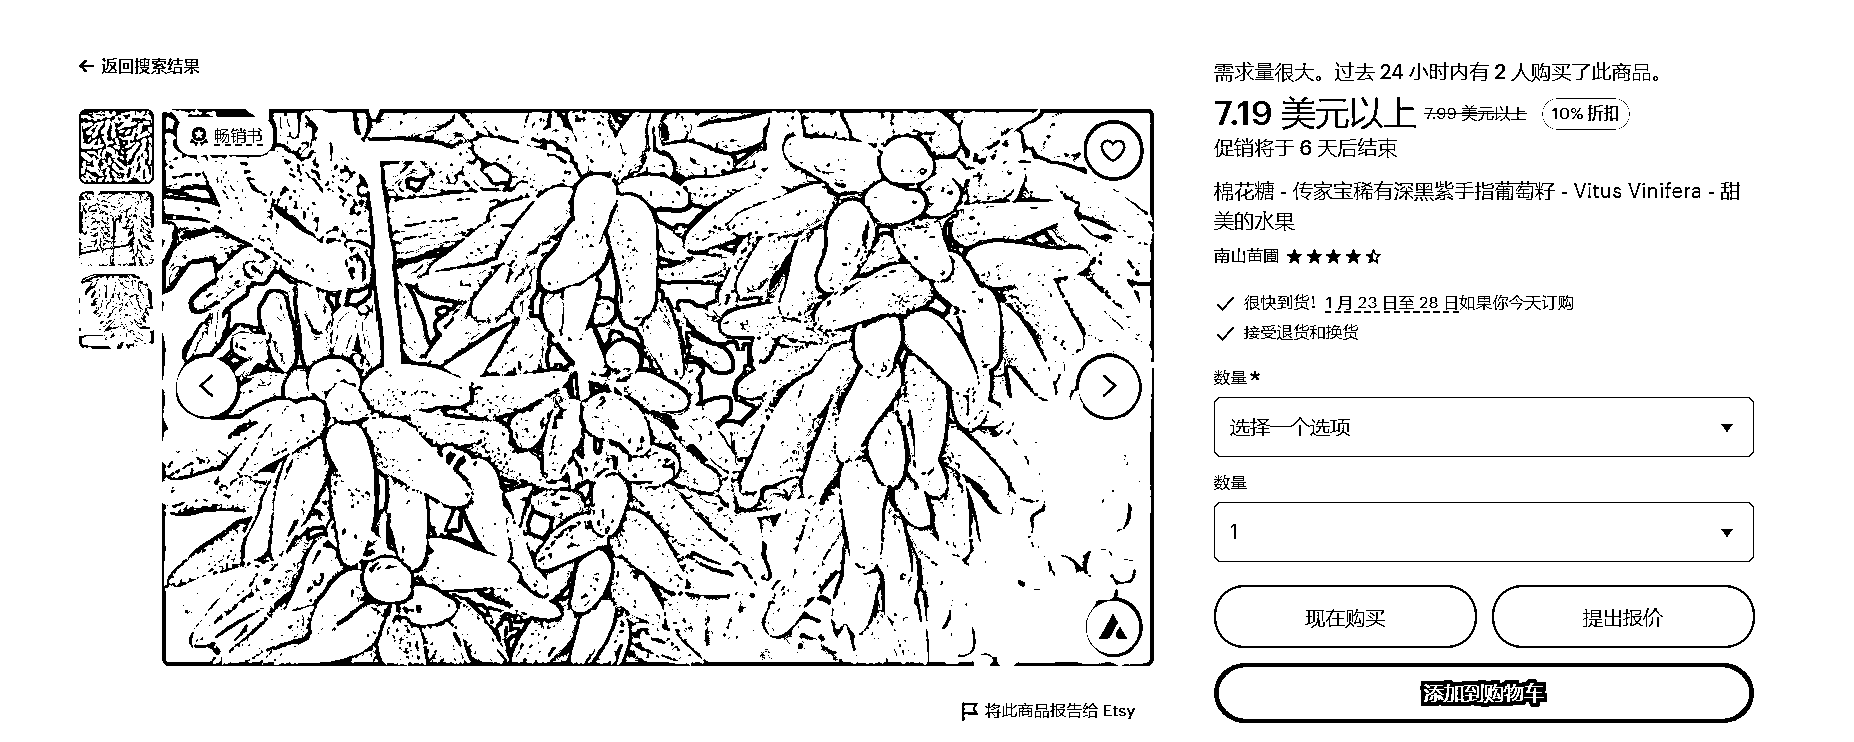 返回搜索结果
畅销书
将此商品报告给 Etsy
需求量很大。过去 24 小时内有 2 人购买了此商品。
7.19 美元以上 7.99 美元以上 10% 折扣
促销将于 6 天后结束
棉花糖 - 传家宝稀有深黑紫手指葡萄籽 - Vitus Vinifera - 甜
美的水果
南山苗圃
很快到货！1 月 23 日至 28 日如果你今天订购
接受退货和换货
数量*
选择一个选项
数量
1
现在购买
提出报价
添加到购物车